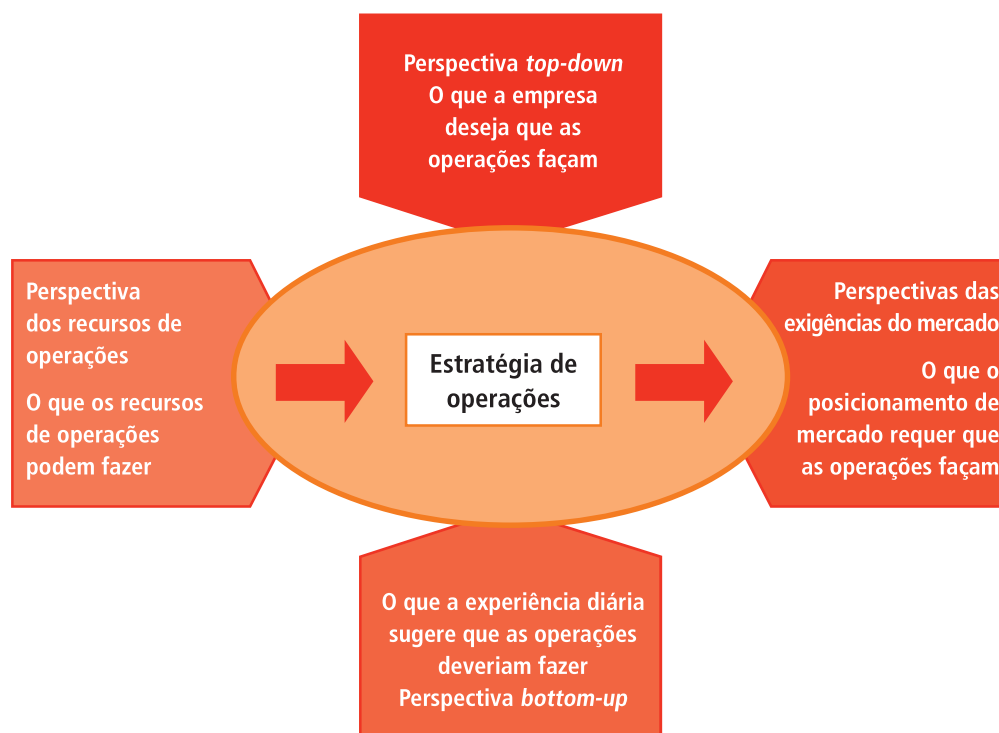 Perspectiva top-down
O que a empresa
deseja que as
operações façam
Perspectiva
dos recursos de
operações
O que os recursos
de operações
podem fazer
Estratégia de
operações
Perspectivas das
exigências do mercado
O que o
posicionamento de
mercado requer que
as operações façam
O que a experiência diária
sugere que as operações
deveriam fazer
Perspectiva bottom-up